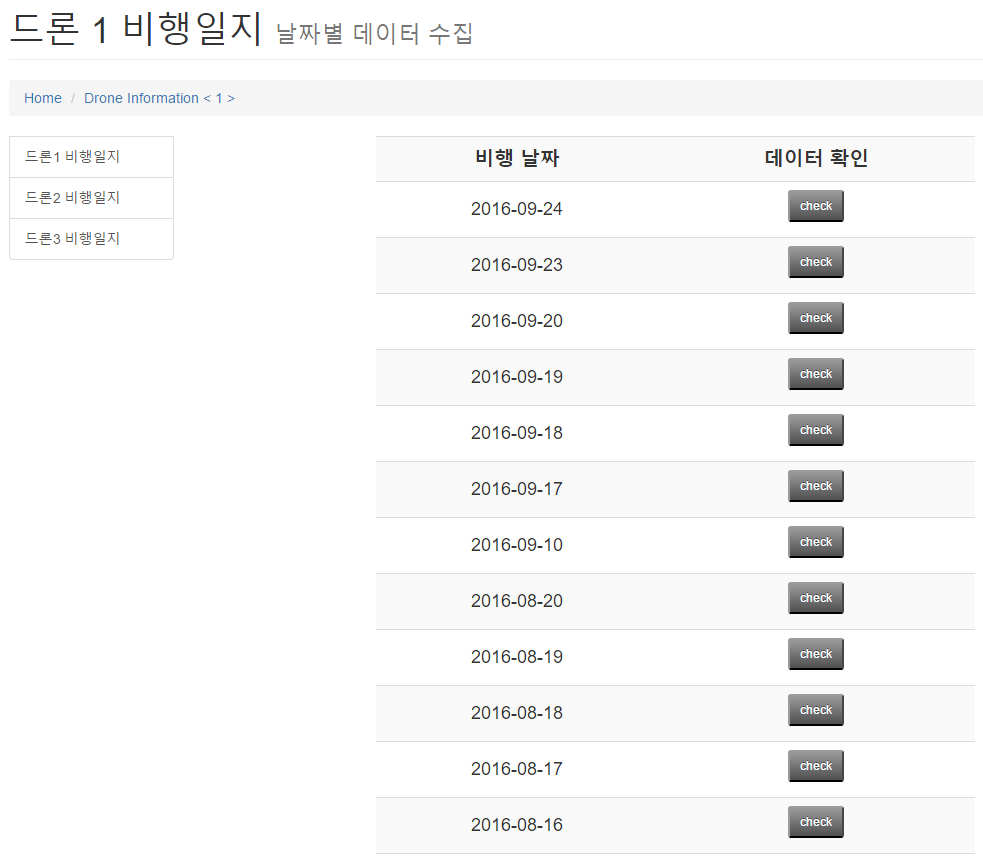 드론 1 비행일지 날짜별 데이터 수집
Home / Drone Information < 1 >
드론1 비행일지
드론2 비행일지
드론3 비행일지
비행 날짜 데이터 확인
2016-09-24 check
2016-09-23 check
2016-09-20 check
2016-09-19 check
2016-09-18 check
2016-09-17 check
2016-09-10 check
2016-08-20 check
2016-08-19 check
2016-08-18 check
2016-08-17 check
2016-08-16 check